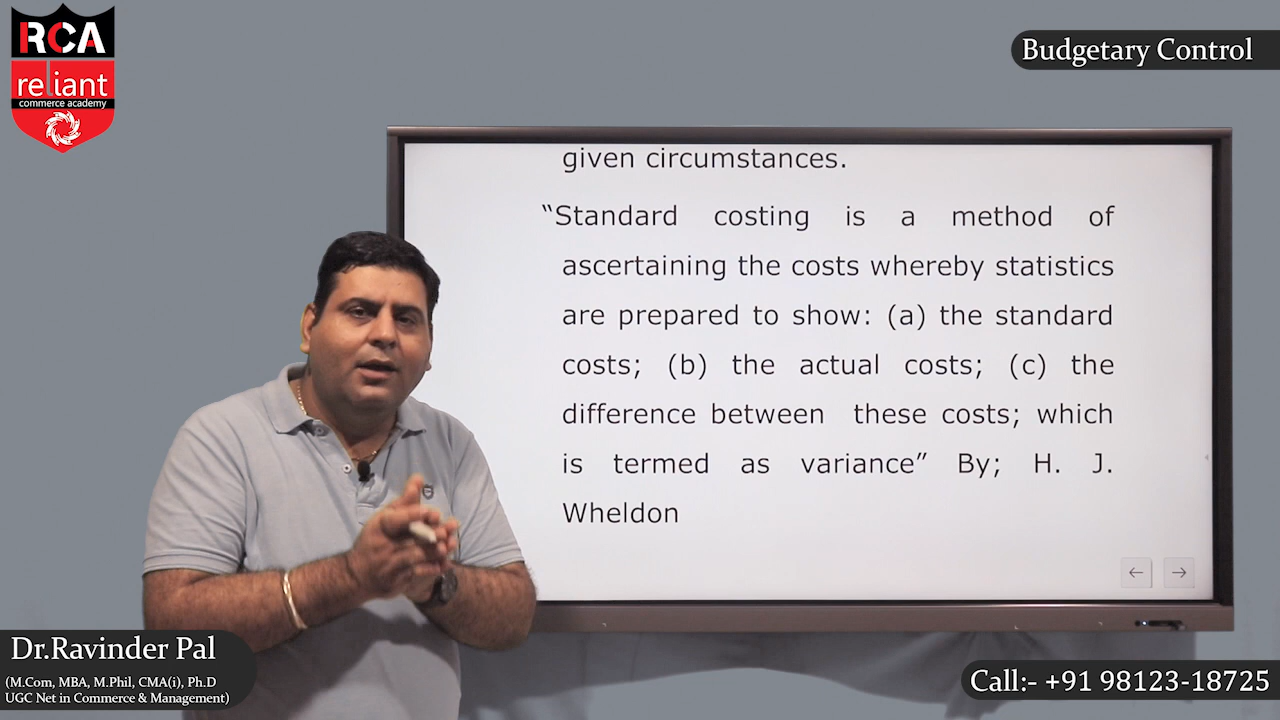 RCA
reliant
commerce academy
Budgetary Control
given circumstances.
“Standard costing is a method of
ascertaining the costs whereby statistics
are prepared to show: (a) the standard
costs; (b) the actual costs; (c) the
difference between these costs; which
is termed as variance” By; H. J.
Wheldon
Dr.Ravinder Pal
(M.Com, MBA, M.Phil, CMA(i), Ph.D
UGC Net in Commerce & Management)
Call:- +91 98123-18725